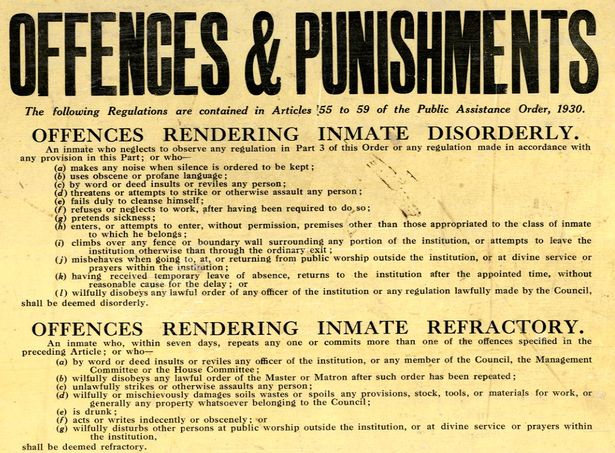 OFFENCES & PUNISHMENTS
The following Regulations are contained in Articles 55 to 59 of the Public Assistance Order, 1930.
OFFENCES RENDERING INMATE DISORDERLY.
An inmate who neglects to observe any regulation in Part 3 of this Order or any regulation made in accordance with
any provision in this Part; or who—
(a) makes any noise when silence is ordered to be kept;
(b) uses obscene or profane language;
(c) by word or deed insults or reviles any person;
(d) threatens or attempts to strike or otherwise assault any person;
(e) fails duly to cleanse himself;
(f) refuses or neglects to work, after having been required to do so;
(g) pretends sickness;
(h) enters, or attempts to enter, without permission, premises other than those appropriated to the class of inmate
to which he belongs;
(i) climbs over any fence or boundary wall surrounding any portion of the institution, or attempts to leave the
institution otherwise than through the ordinary exit;
(j) misbehaves when going to, at, or returning from public worship outside the institution, or at divine service or
prayers within the institution;
(k) having received temporary leave of absence, returns to the institution after the appointed time, without
reasonable cause for the delay; or
(l) wilfully disobeys any lawful order of any officer of the institution or any regulation lawfully made by the Council,
shall be deemed disorderly.
OFFENCES RENDERING INMATE REFRACTORY.
An inmate who, within seven days, repeats any one or commits more than one of the offences specified in the
preceding Article; or who—
(a) by word or deed insults or reviles any officer of the institution, or any member of the Council, the Management
Committee or the House Committee;
(b) wilfully disobeys any lawful order of the Master or Matron after such order has been repeated;
(c) unlawfully strikes or otherwise assaults any person;
(d) wilfully or mischievously damages soils wastes or spoils any provisions, stock, tools, or materials for work, or
generally any property whatsoever belonging to the Council;
(e) is drunk;
(f) acts or writes indecently or obscenely; or
(g) wilfully disturbs other persons at public worship outside the institution, or at divine service or prayers within
the institution,
shall be deemed refractory.